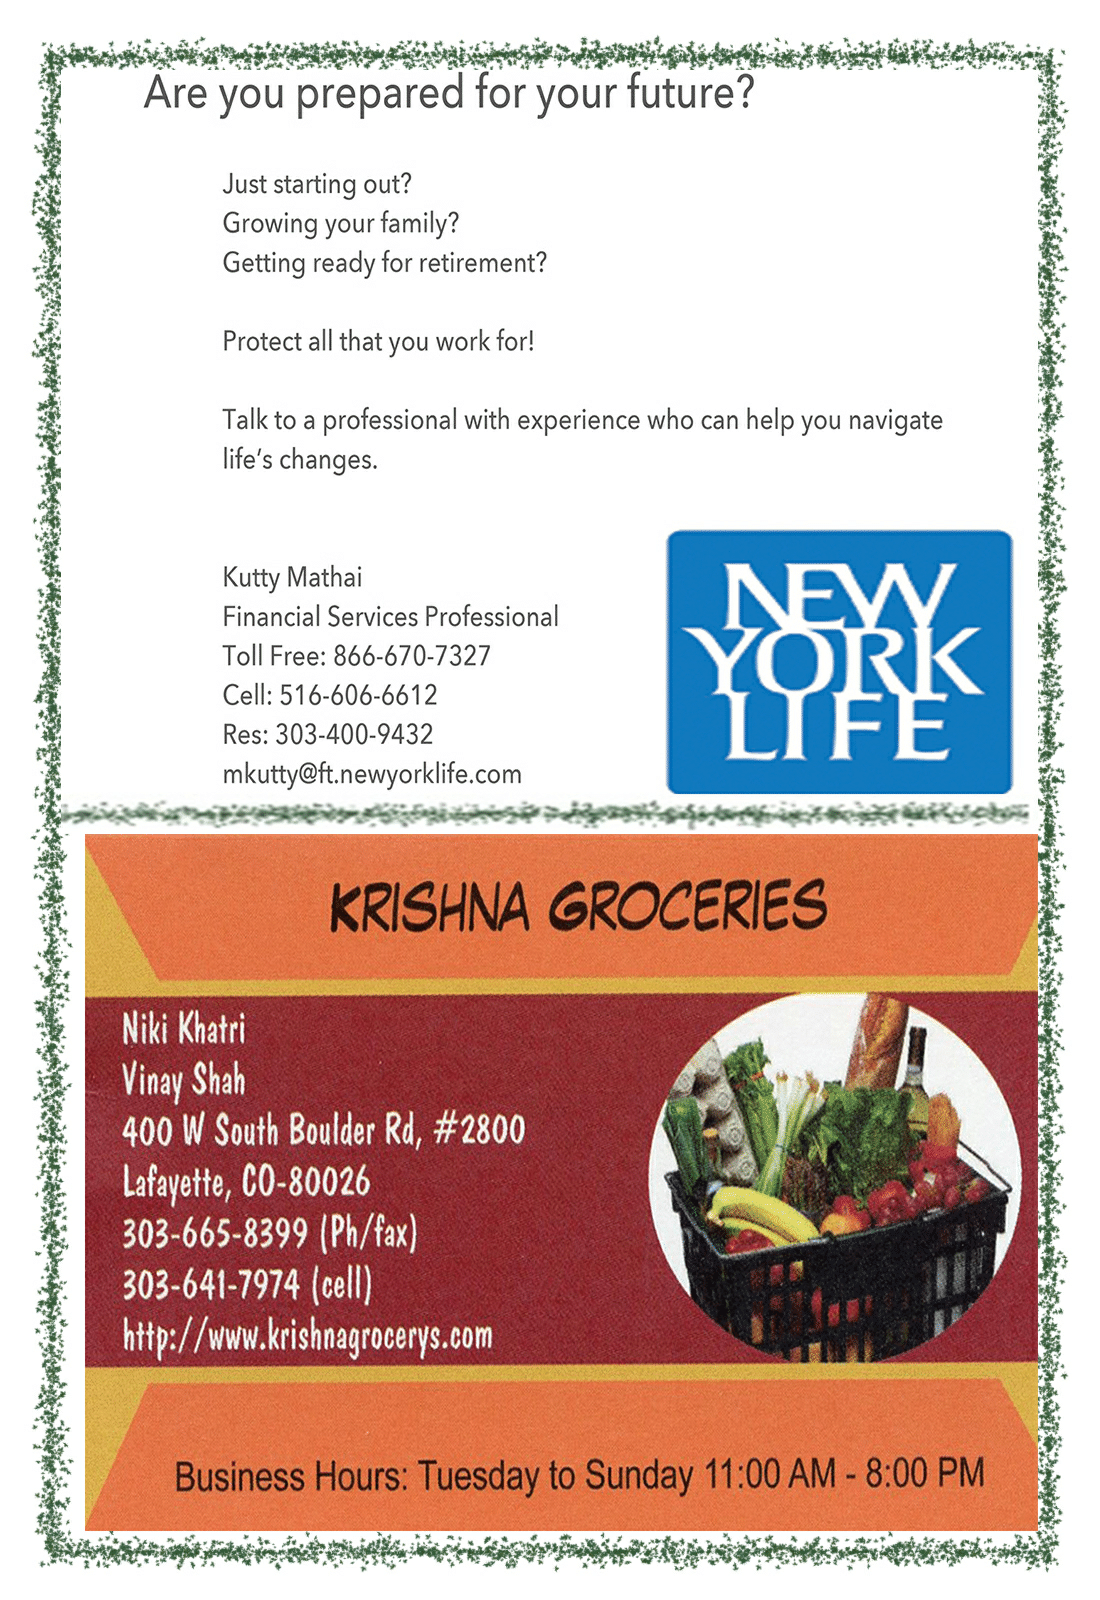 Are you prepared for your future?
Just starting out?
Growing your family?
Getting ready for retirement?
Protect all that you work for!
Talk to a professional with experience who can help you navigate
life's changes.
Kutty Mathai
Financial Services Professional
Toll Free: 866-670-7327
Cell: 516-606-6612
Res: 303-400-9432
mkutty@ft.newyorklife.com
NEW
YORK
LIFE
KRISHNA GROCERIES
Niki Khatri
Vinay Shah
400 W South Boulder Rd, #2800
Lafayette, CO-80026
303-665-8399 (Ph/fax)
303-641-7974 (cell)
http://www.krishnagrocerys.com
Business Hours: Tuesday to Sunday 11:00 AM - 8:00 PM